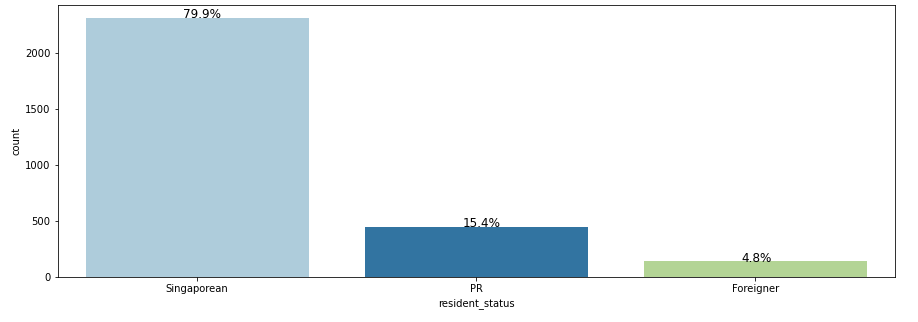 79.9%
2000
1500
1000
count
500
15.4%
4.8%
0
Singaporean PR Foreigner
resident_status